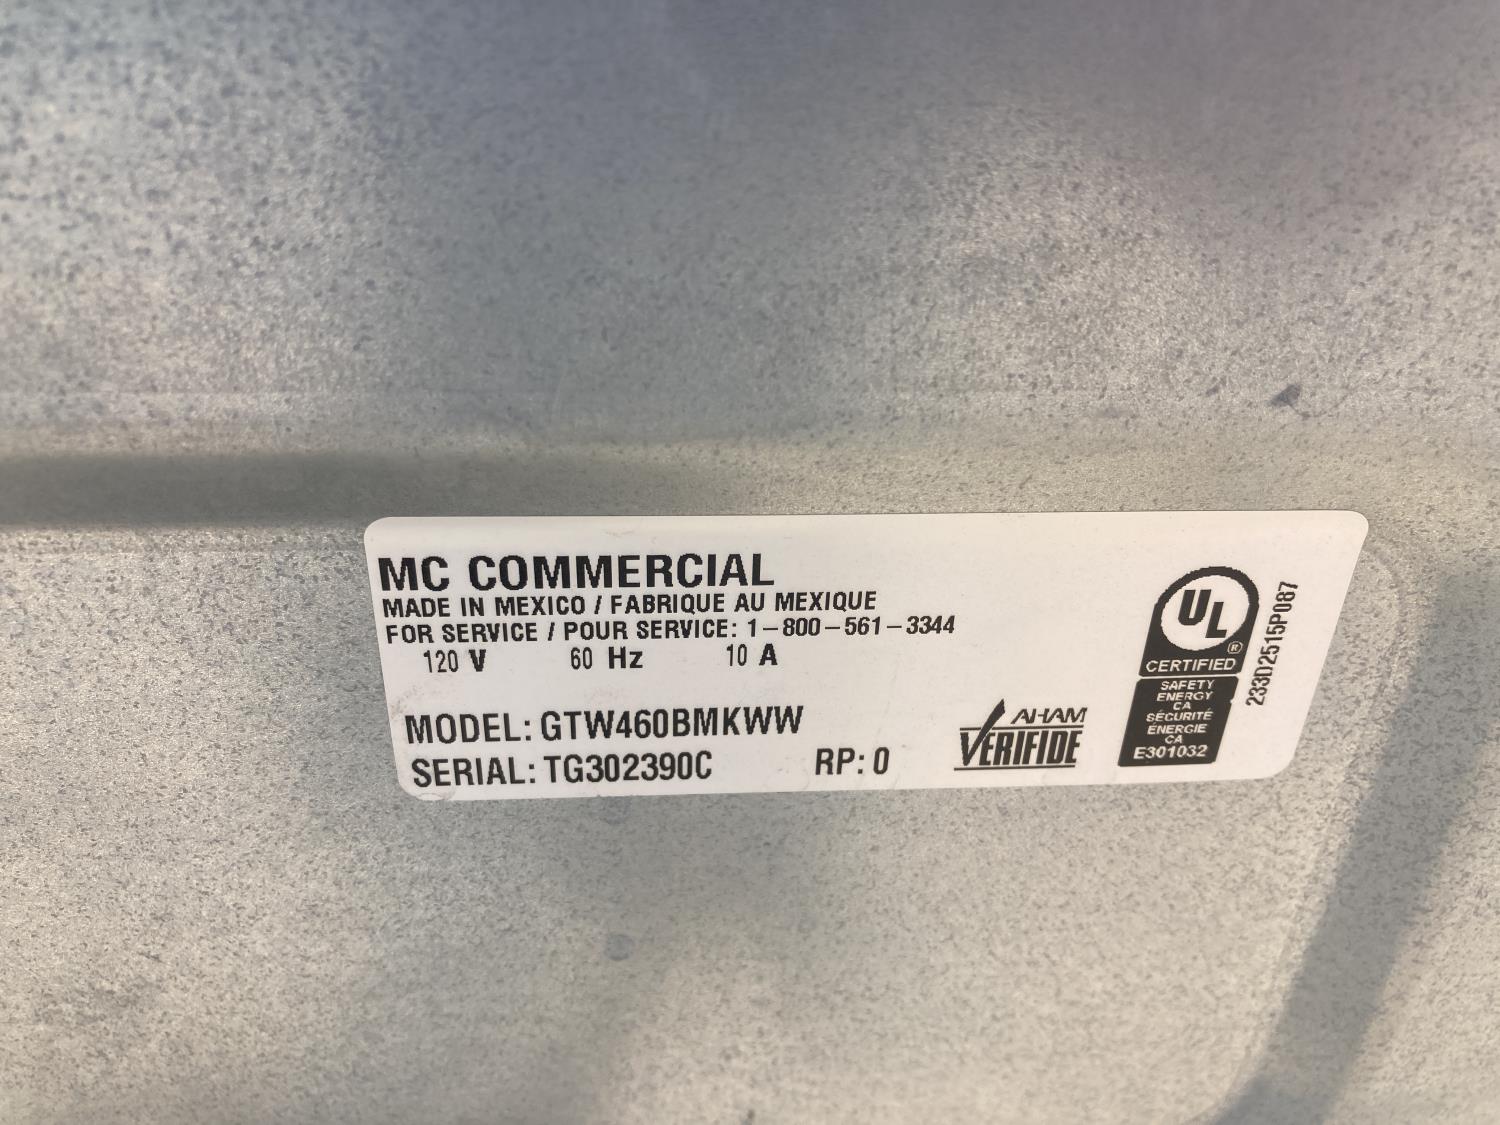 MC COMMERCIAL
MADE IN MEXICO / FABRIQUE AU MEXIQUE
FOR SERVICE / POUR SERVICE: 1-800-561-3344
120 V 60 Hz 10 A
MODEL: GTW460BMKWW
SERIAL: TG302390C RP: 0
AHAM
VERIFIDE
UL
®
CERTIFIED
SAFETY
ENERGY
CA
SÉCURITÉ
ÉNERGIE
CA
E301032
233D2515P087